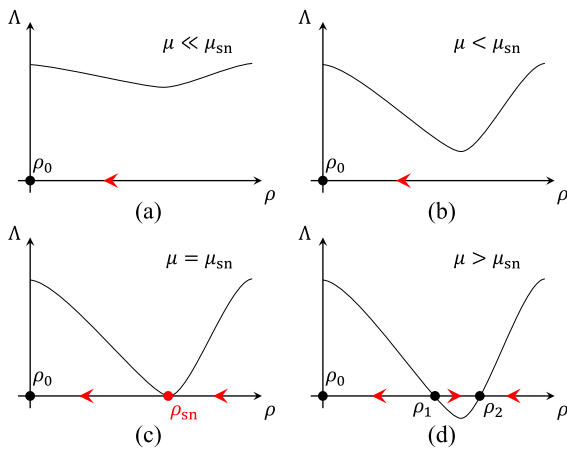 Λ
μ ≪ μsn
ρ0
ρ
(a)
Λ
μ < μsn
ρ0
ρ
(b)
Λ
μ = μsn
ρ0
ρsn
ρ
(c)
Λ
μ > μsn
ρ0
ρ1
ρ2
ρ
(d)